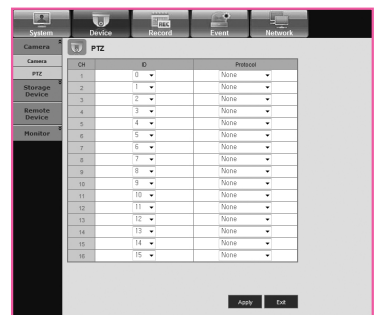 System Device Record Event Network
REC
Camera
Camera
PTZ
Storage Device
Remote Device
Monitor
PTZ
CH ID Protocol
1 0 None
2 1 None
3 2 None
4 3 None
5 4 None
6 5 None
7 6 None
8 7 None
9 8 None
10 9 None
11 10 None
12 11 None
13 12 None
14 13 None
15 14 None
16 15 None
Apply Exit